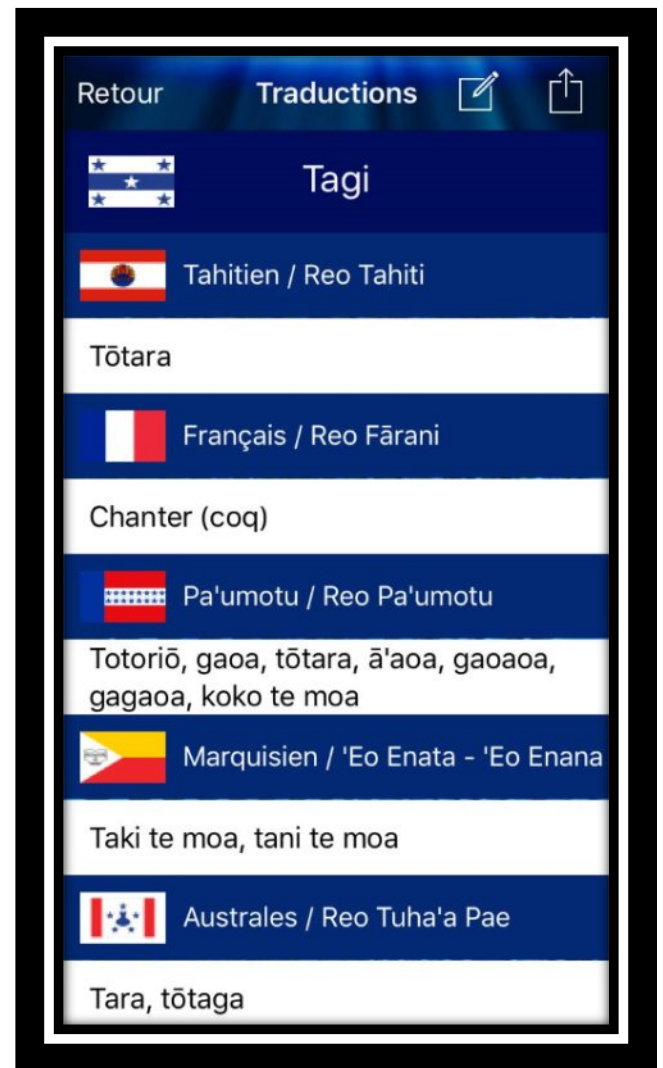 Retour Traductions
Tagi
Tahitien / Reo Tahiti
Tōtara
Français / Reo Fārani
Chanter (coq)
Pa'umotu / Reo Pa'umotu
Totoriō, gaoa, tōtara, ā'aoa, gaoaoa,
gagaoa, koko te moa
Marquisien / 'Eo Enata - 'Eo Enana
Taki te moa, tani te moa
Australes / Reo Tuha'a Pae
Tara, tōtaga